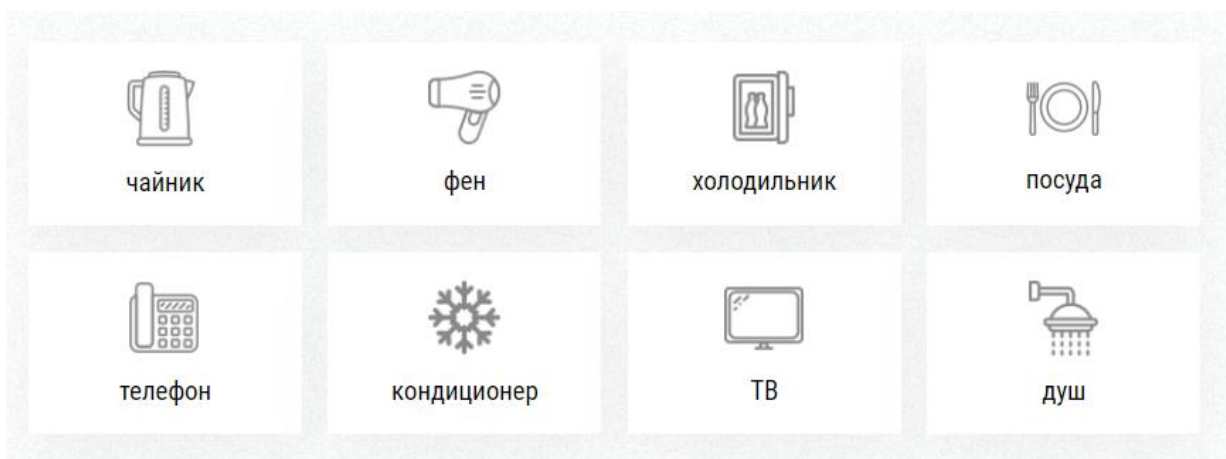 чайник
фен
холодильник
посуда
телефон
кондиционер
ТВ
душ